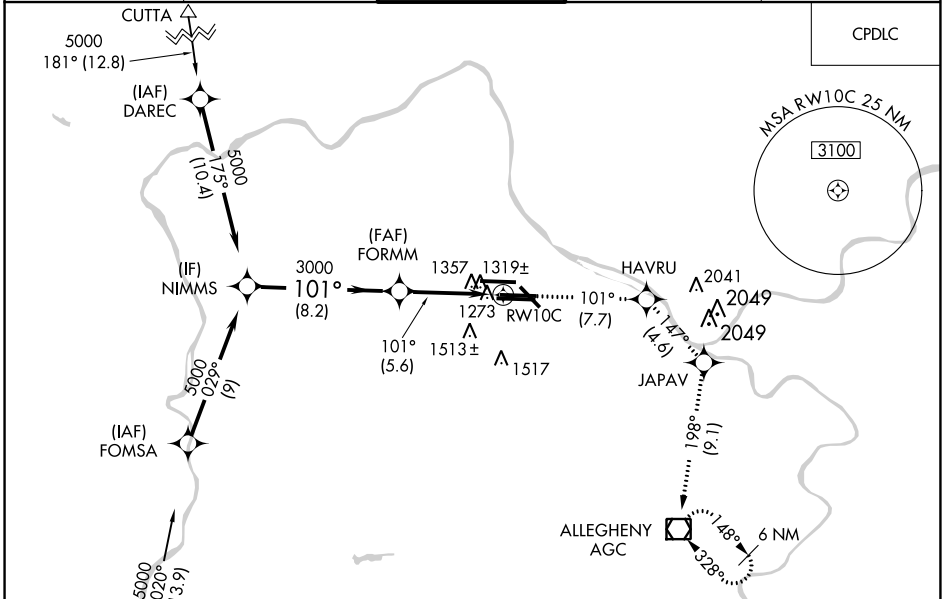 CUTTA
5000
181° (12.8)
CPDLC
(IAF)
DAREC
MSA RW10C 25 NM
3100
5000
175°
(10.4)
(IF)
NIMMS
3000
101°
(8.2)
(FAF)
FORMM
1357
1319±
1273
RW10C
101°
(5.6)
1513±
1517
101°
(7.7)
HAVRU
2041
2049
2049
147°
(4.6)
JAPAV
5000
029°
(9)
(IAF)
FOMSA
198°
(9.1)
ALLEGHENY
AGC
148°
6 NM
328°
5000
020°
3.9)